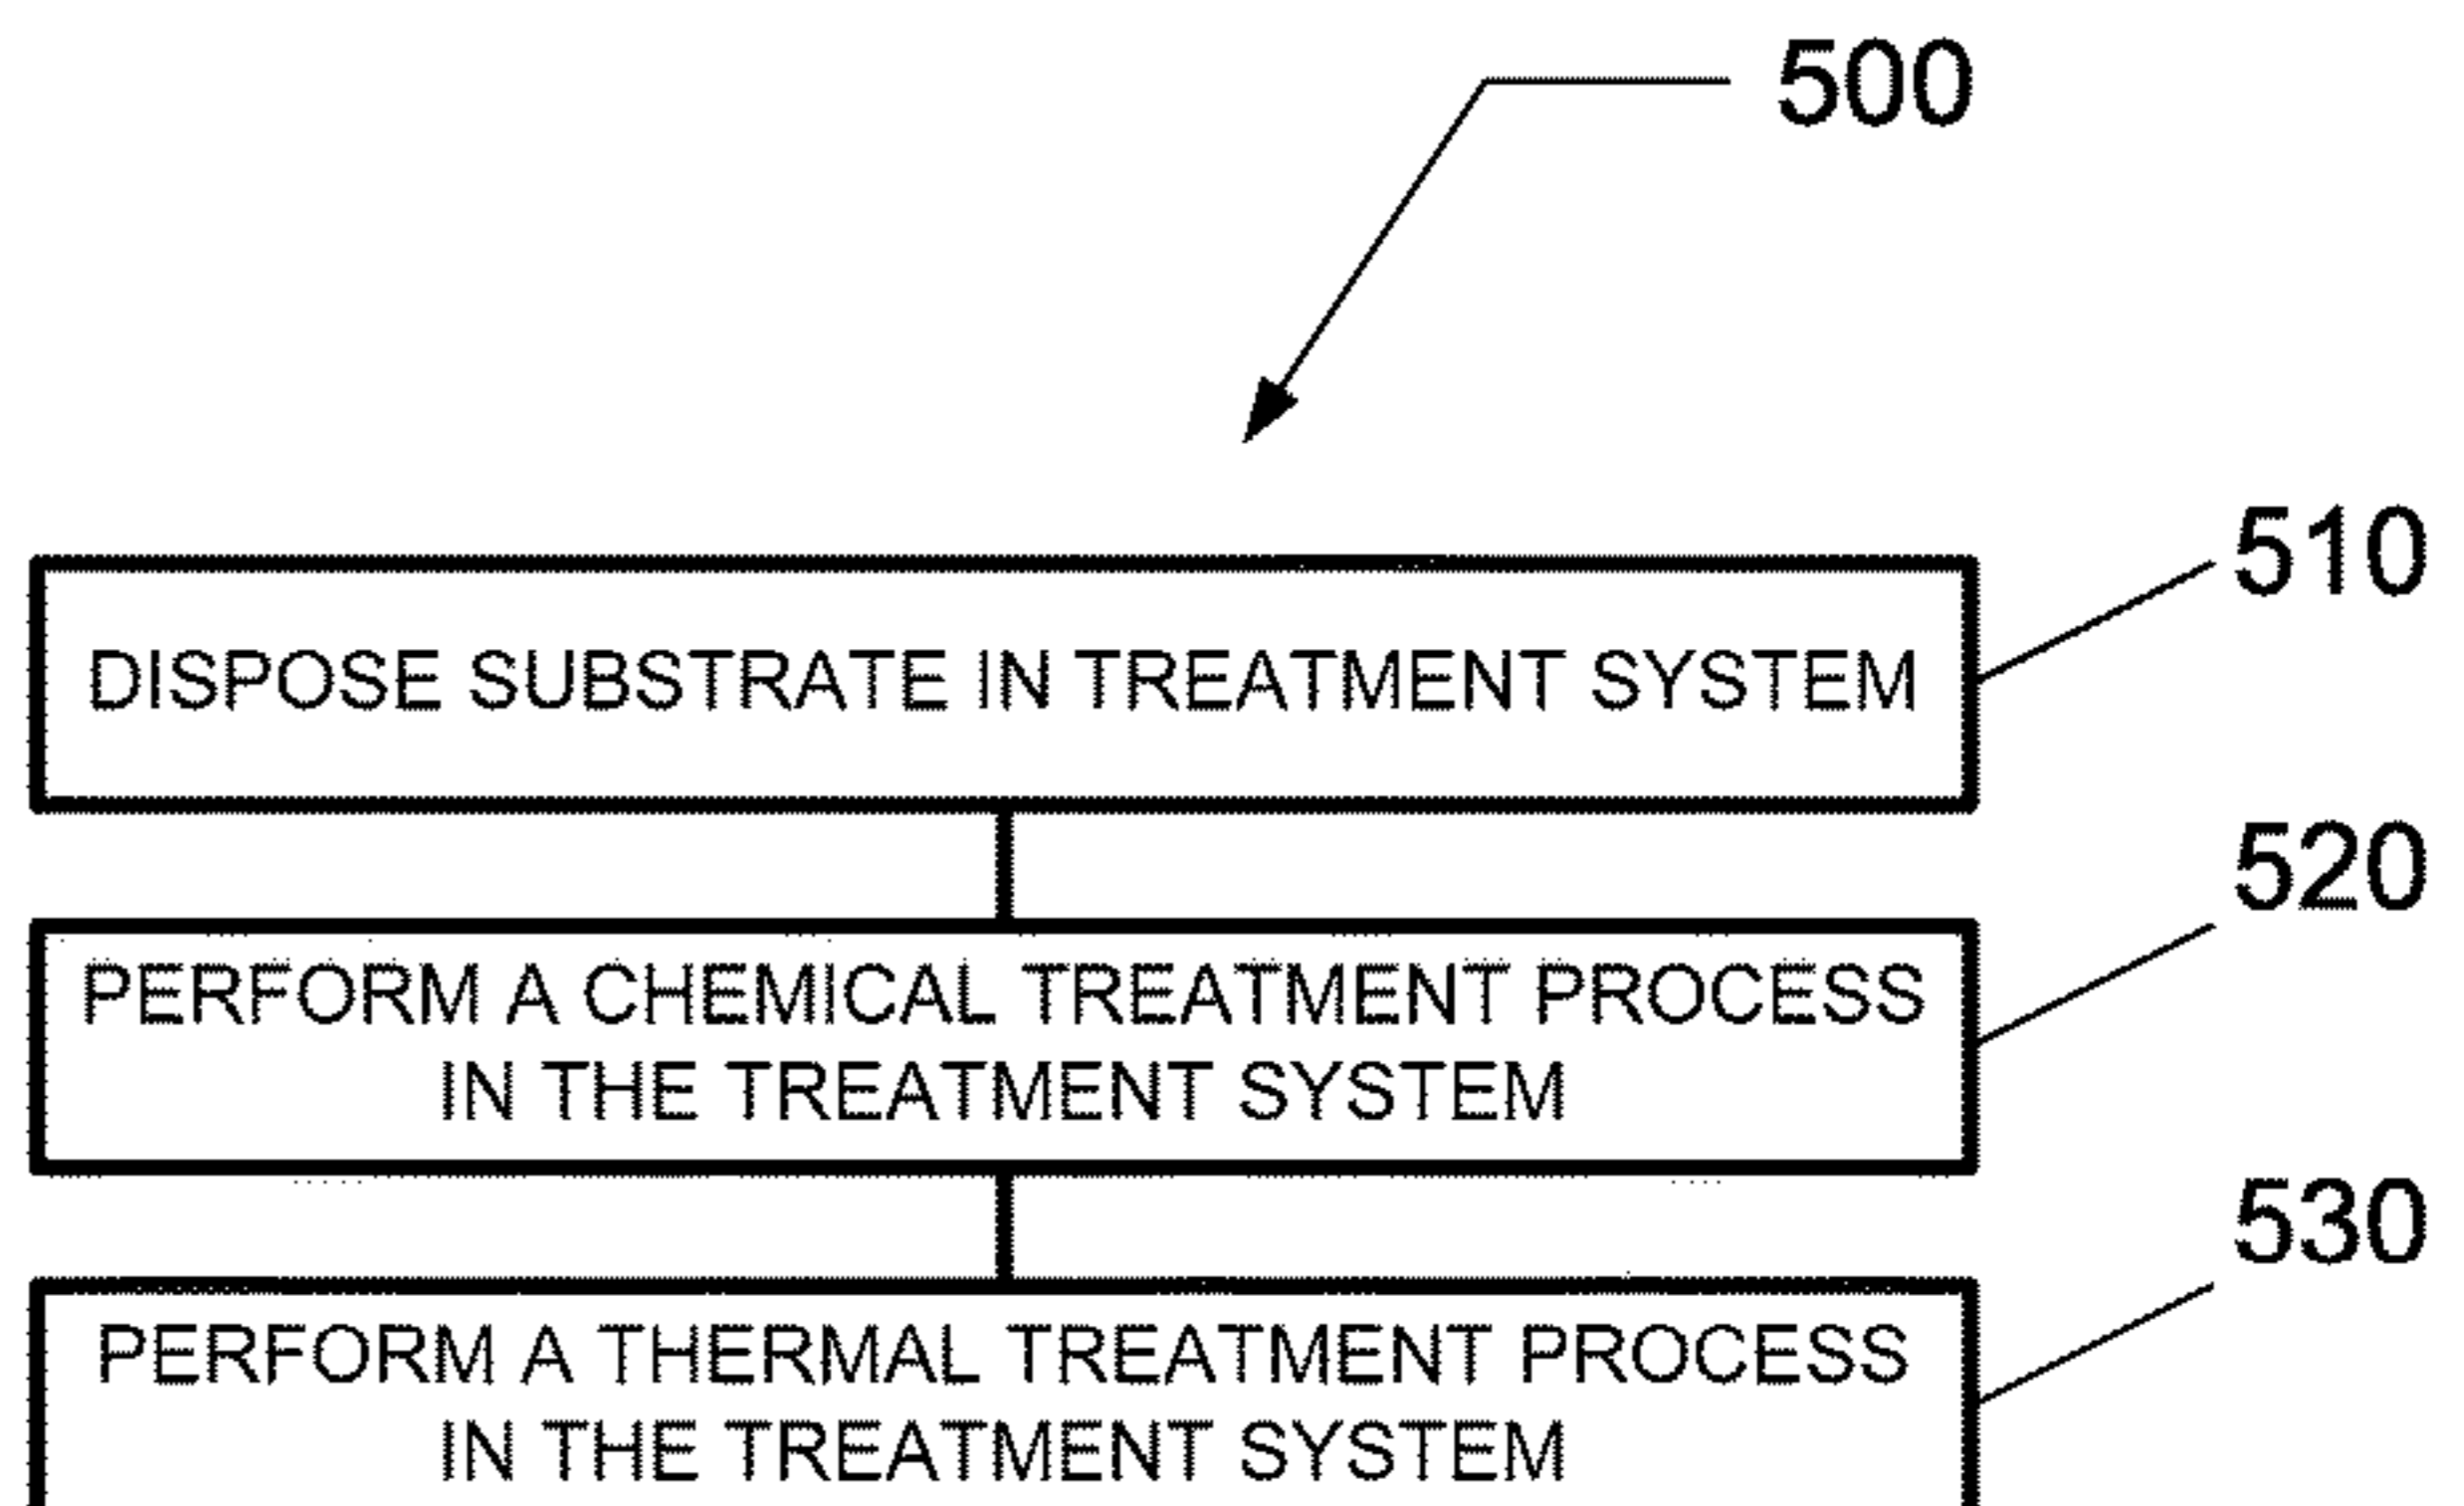 500
510
DISPOSE SUBSTRATE IN TREATMENT SYSTEM
520
PERFORM A CHEMICAL TREATMENT PROCESS
IN THE TREATMENT SYSTEM
530
PERFORM A THERMAL TREATMENT PROCESS
IN THE TREATMENT SYSTEM